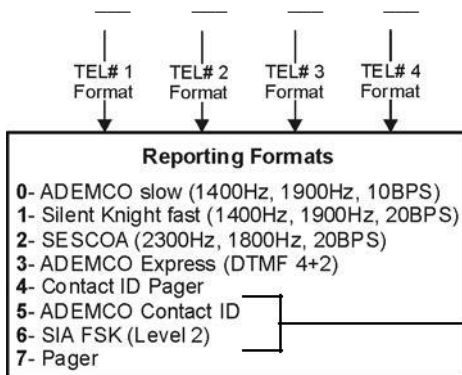 TEL# 1 TEL# 2 TEL# 3 TEL# 4
Format Format Format Format
Reporting Formats
0- ADEMCO slow (1400Hz, 1900Hz, 10BPS)
1- Silent Knight fast (1400Hz, 1900Hz, 20BPS)
2- SESCOA (2300Hz, 1800Hz, 20BPS)
3- ADEMCO Express (DTMF 4+2)
4- Contact ID Pager
5- ADEMCO Contact ID
6- SIA FSK (Level 2)
7- Pager